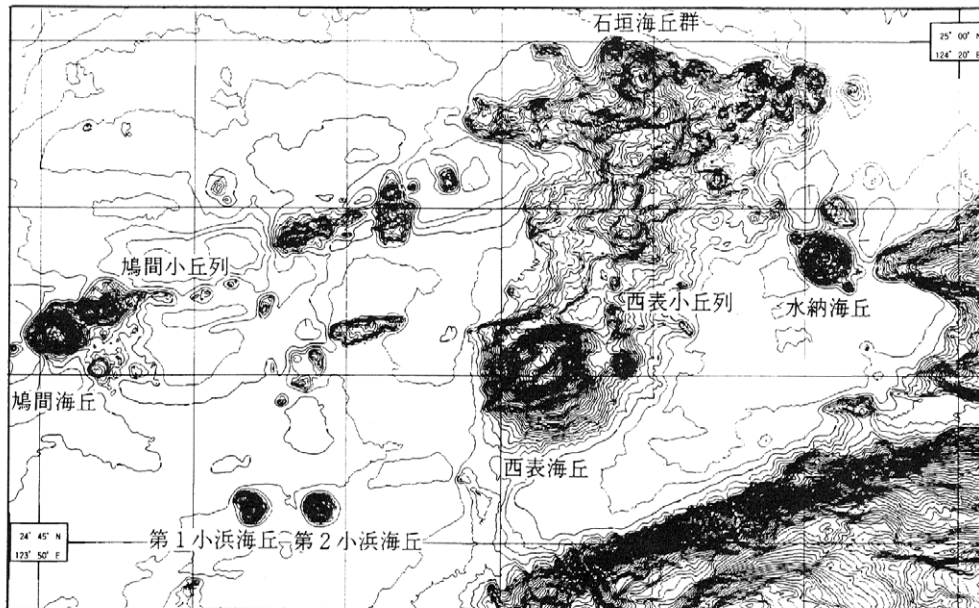 石垣海丘群
25° 00' N
124° 20' E
鳩間小丘列
西表小丘列
水納海丘
鳩間海丘
西表海丘
24° 45' N
123° 50' E
第1小浜海丘
第2小浜海丘